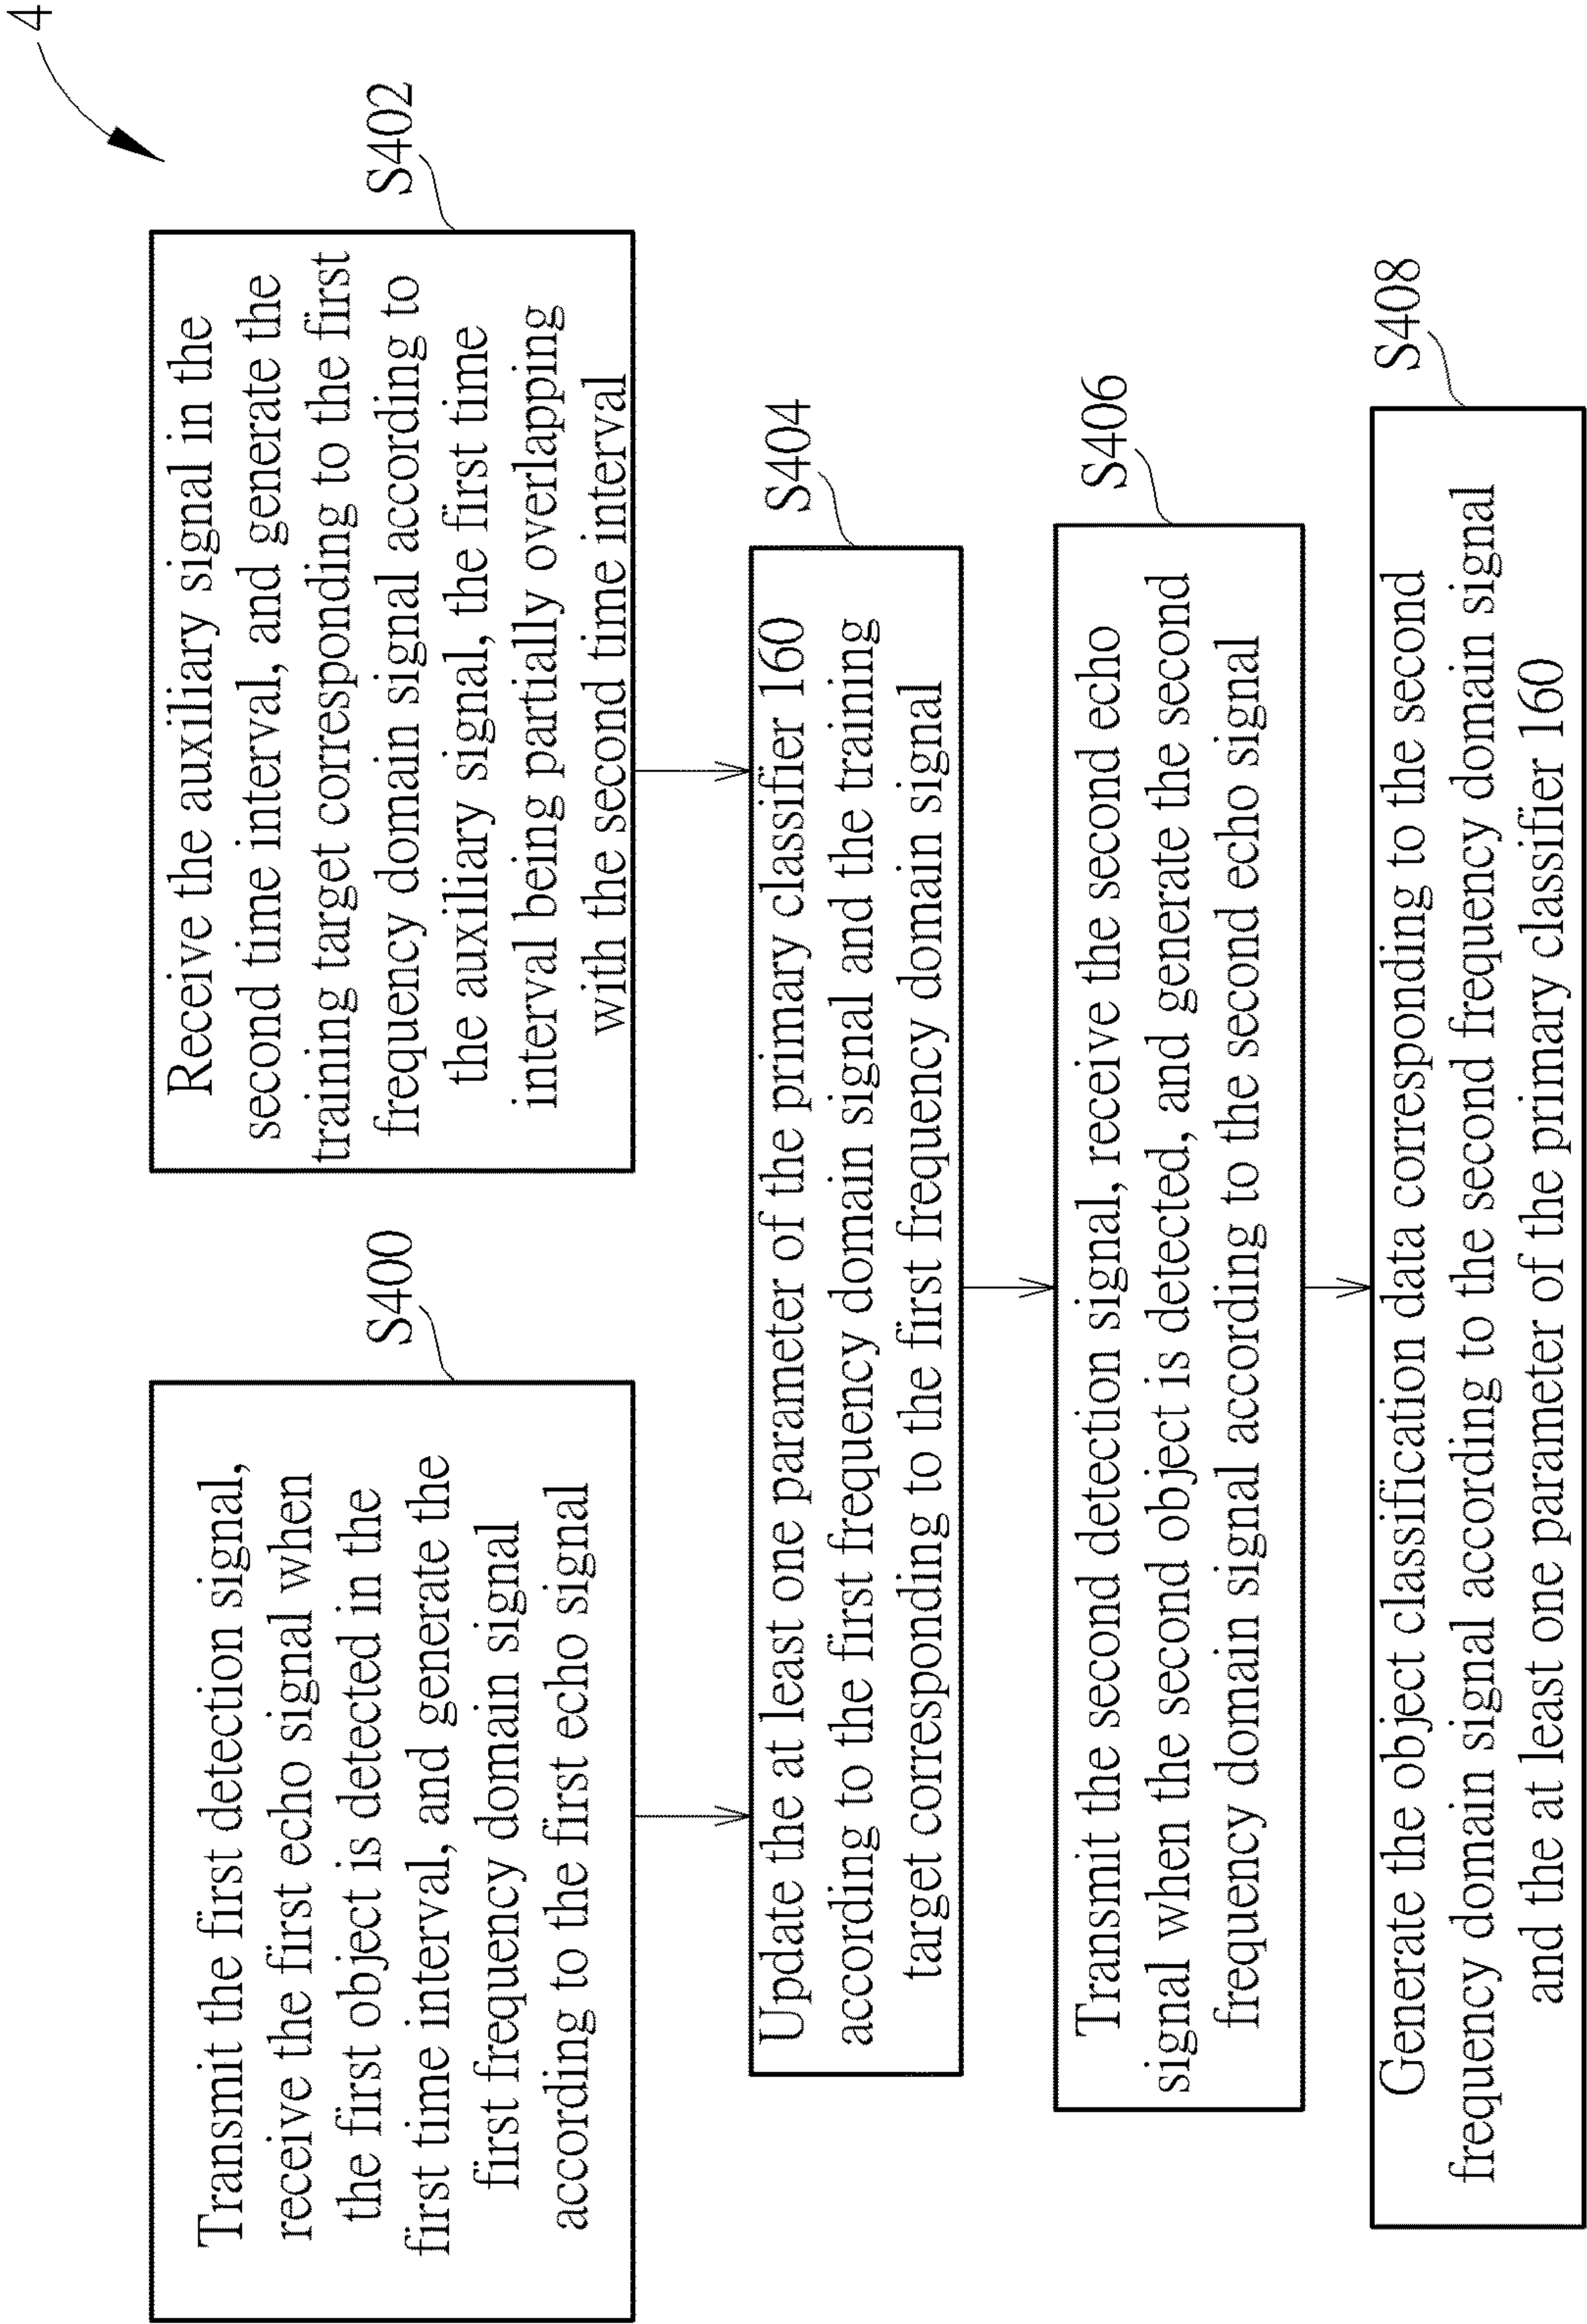 4
S400
Transmit the first detection signal,
receive the first echo signal when
the first object is detected in the
first time interval, and generate the
first frequency domain signal
according to the first echo signal
S402
Receive the auxiliary signal in the
second time interval, and generate the
training target corresponding to the first
frequency domain signal according to
the auxiliary signal, the first time
interval being partially overlapping
with the second time interval
S404
Update the at least one parameter of the primary classifier 160
according to the first frequency domain signal and the training
target corresponding to the first frequency domain signal
S406
Transmit the second detection signal, receive the second echo
signal when the second object is detected, and generate the second
frequency domain signal according to the second echo signal
S408
Generate the object classification data corresponding to the second
frequency domain signal according to the second frequency domain signal
and the at least one parameter of the primary classifier 160